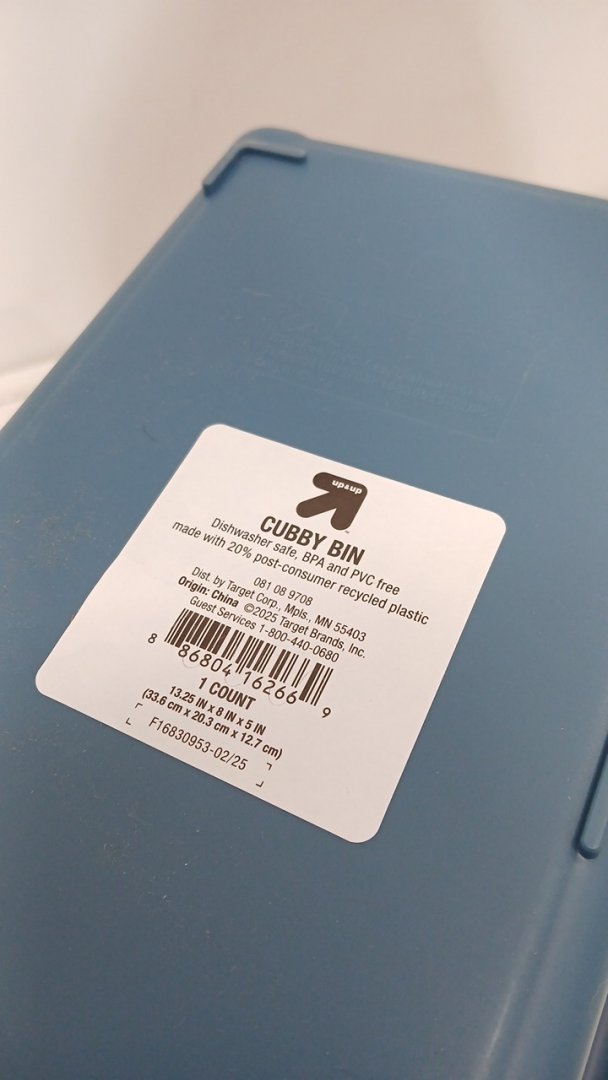 up&up
CUBBY BIN
Dishwasher safe, BPA and PVC free
made with 20% post-consumer recycled plastic
081 08 9708
Dist. by Target Corp., Mpls., MN 55403
Origin: China ©2025 Target Brands, Inc.
Guest Services 1-800-440-0680
8 86804 16266 9
1 COUNT
13.25 IN x 8 IN x 5 IN
(33.6 cm x 20.3 cm x 12.7 cm)
F16830953-02/25